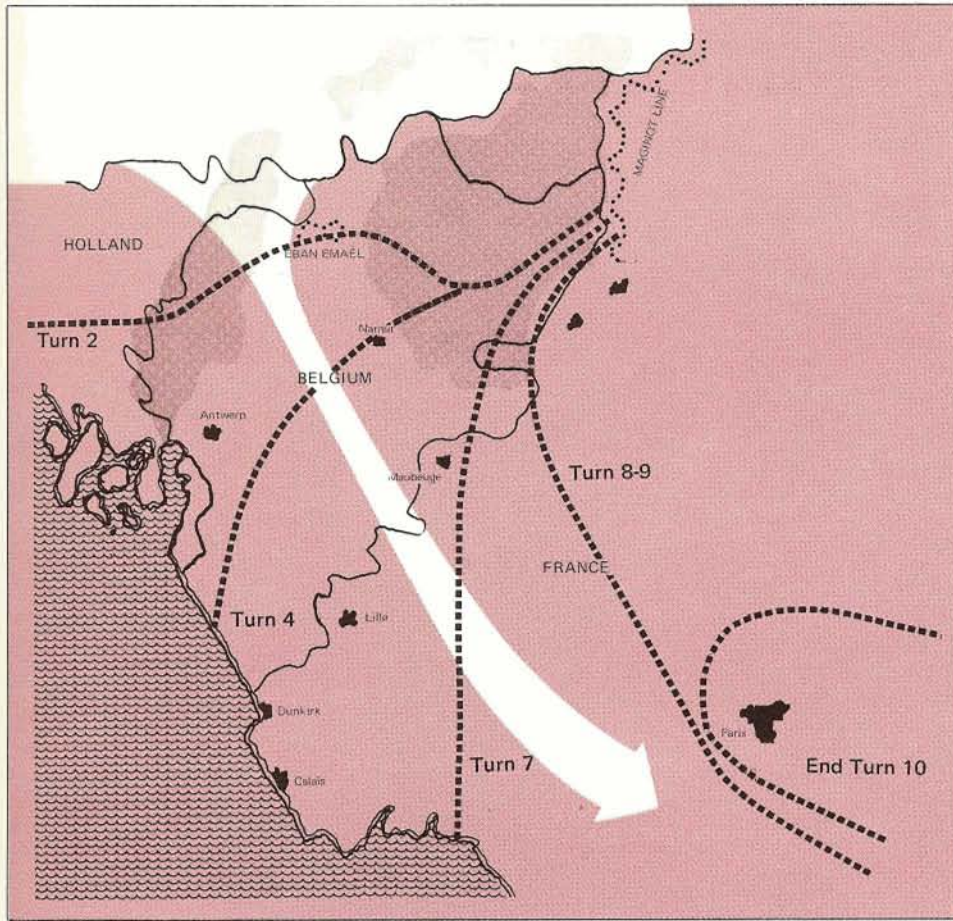 MAGINOT LINE
HOLLAND
EBAN EMAËL
Turn 2
Namur
BELGIUM
Antwerp
Maubeuge
Turn 8-9
FRANCE
Turn 4
Lille
Dunkirk
Paris
Turn 7
End Turn 10
Calais